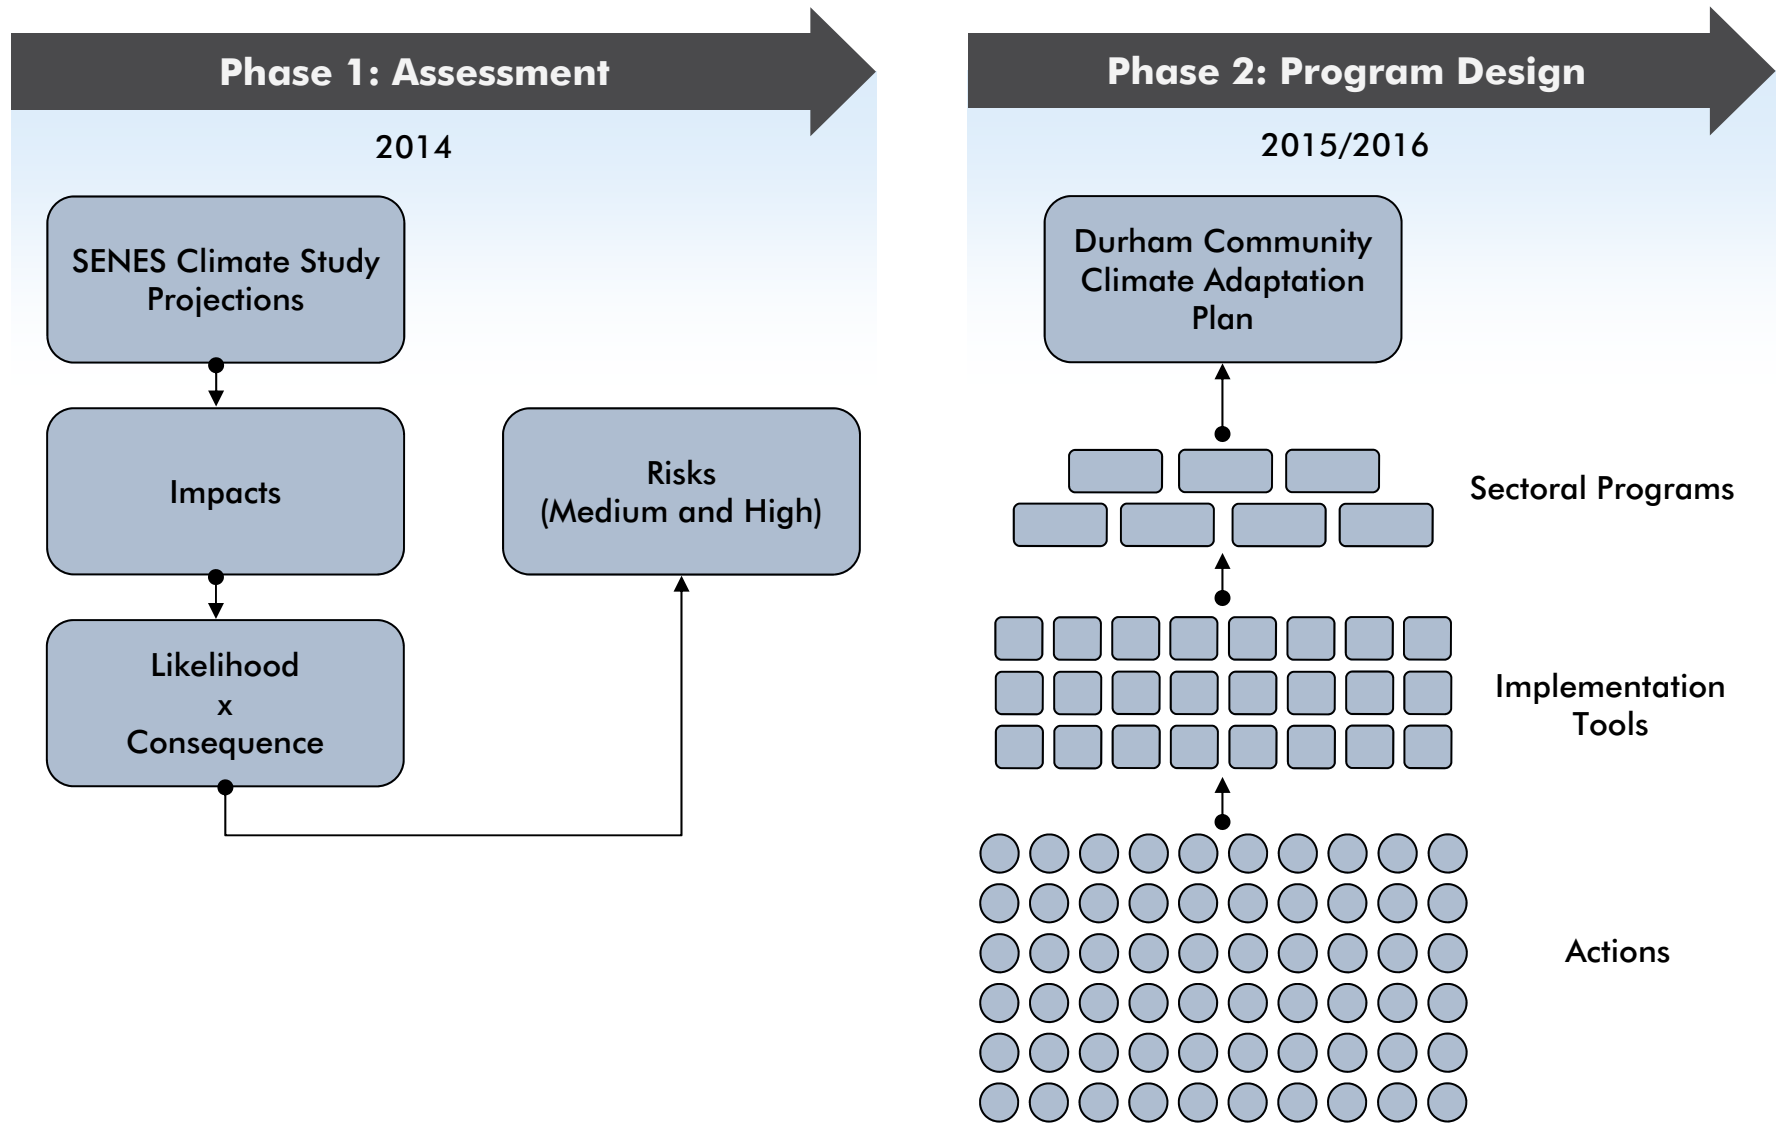 Phase 1: Assessment
2014
SENES Climate Study
Projections
Impacts
Likelihood
x
Consequence
Risks
(Medium and High)
Phase 2: Program Design
2015/2016
Durham Community
Climate Adaptation
Plan
Sectoral Programs
Implementation
Tools
Actions